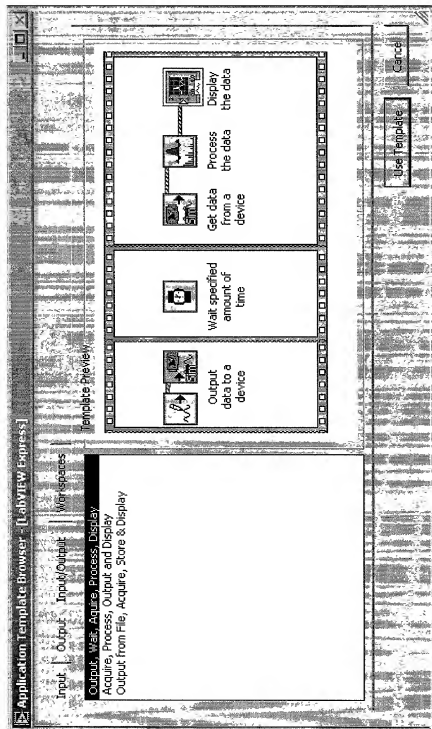 Application Template Browser - [LabVIEW Express]
Input Output Input/Output Workspaces
Output, Wait, Aquire, Process, Display
Acquire, Process, Output and Display
Output from File, Acquire, Store & Display
Template Preview
Output
data to a
device
Wait specified
amount of
time
Get data
from a
device
Process
the data
Display
the data
Use Template
Cancel